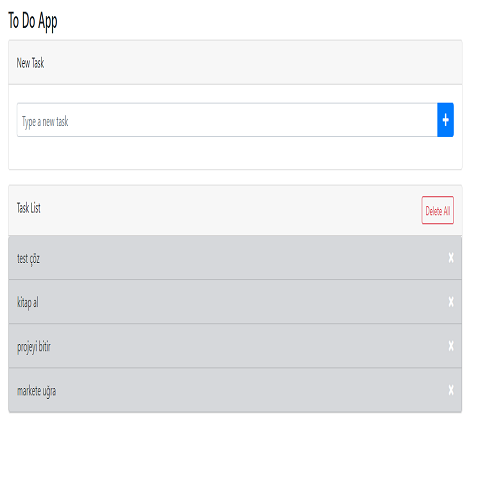 To Do App
New Task
Type a new task
+
Task List
Delete All
test çöz
x
kitap al
x
projeyi bitir
x
markete uğra
x